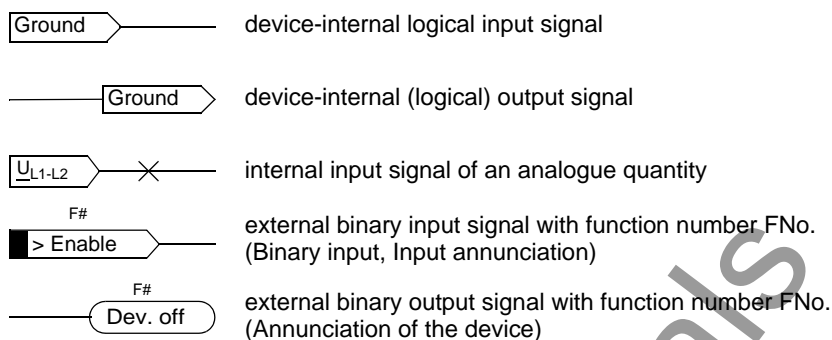 Ground device-internal logical input signal
Ground device-internal (logical) output signal
UL1-L2 internal input signal of an analogue quantity
F#
> Enable external binary input signal with function number FNo.
(Binary input, Input annunciation)
F#
Dev. off external binary output signal with function number FNo.
(Annunciation of the device)